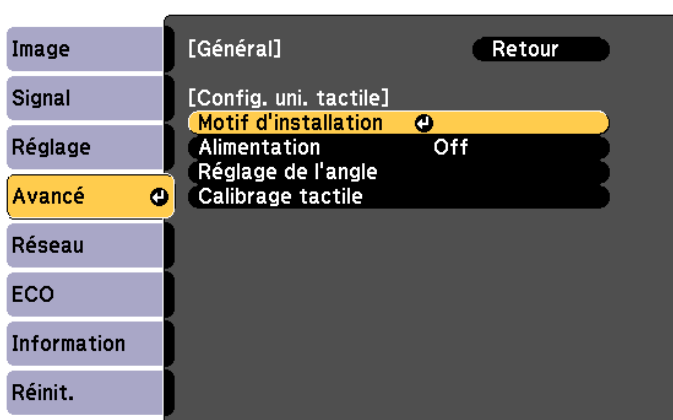 Image
Signal
Réglage
Avancé
Réseau
ECO
Information
Réinit.
[Général] Retour
[Config. uni. tactile]
Motif d'installation
Alimentation Off
Réglage de l'angle
Calibrage tactile